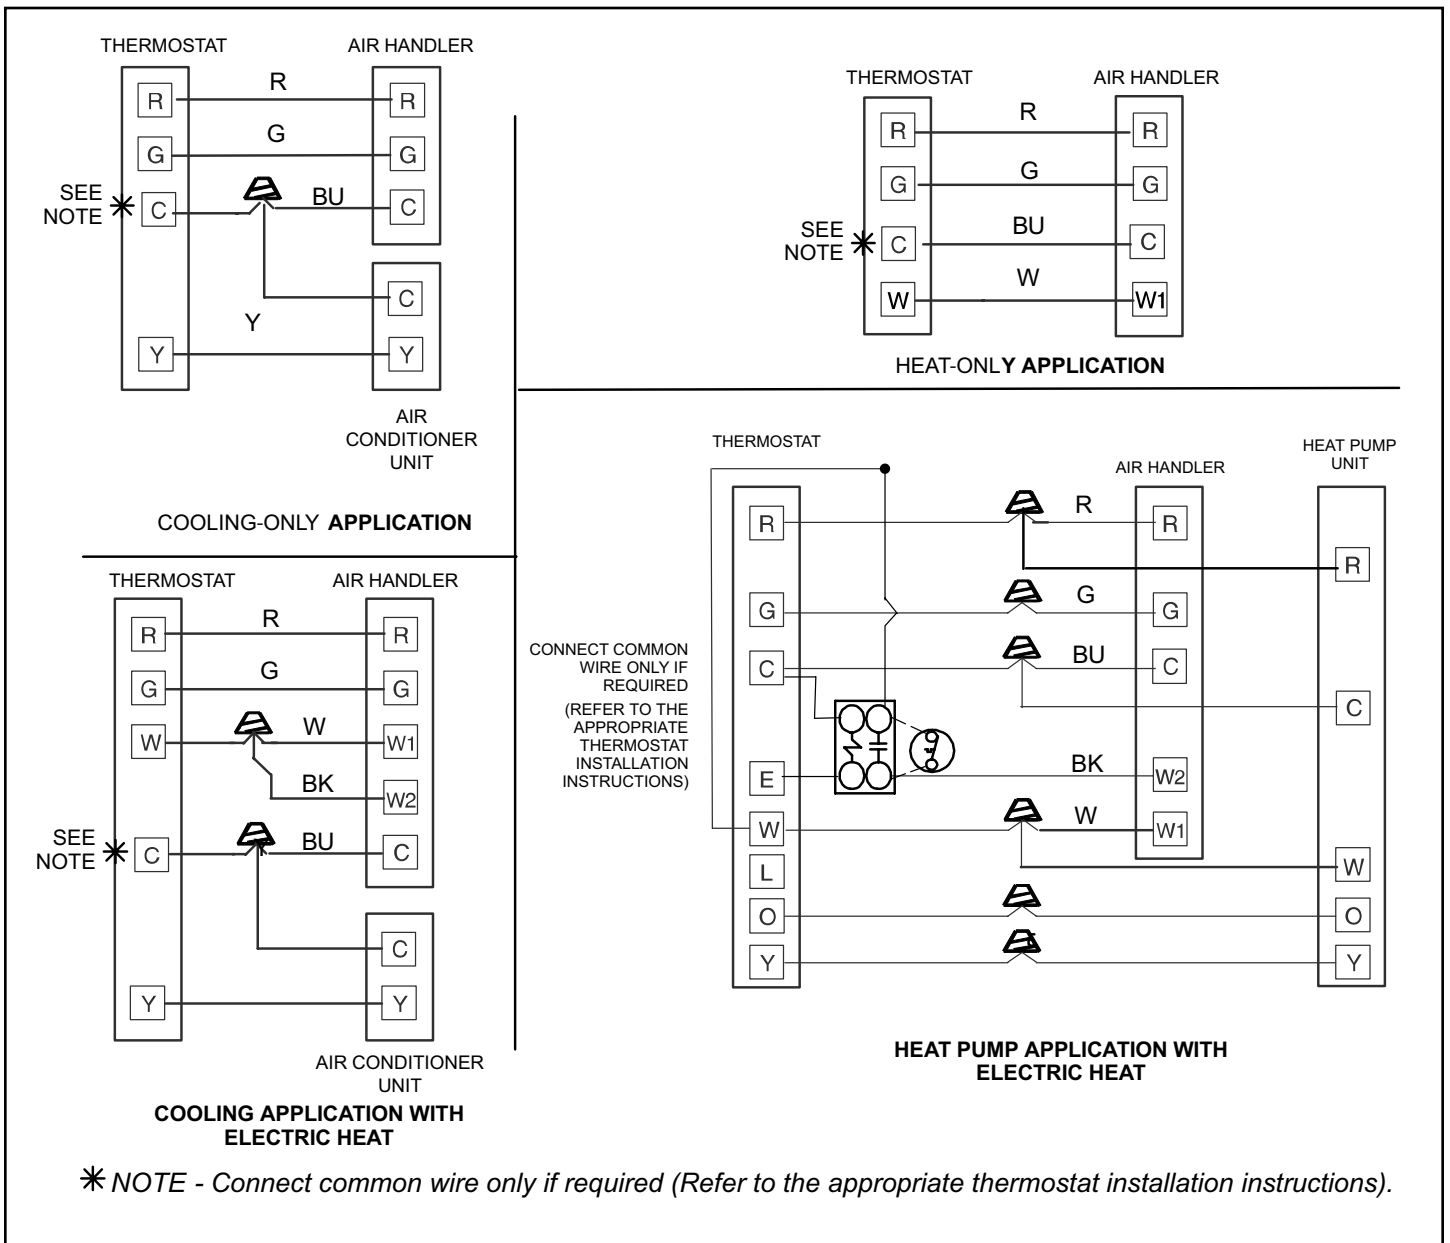 THERMOSTAT AIR HANDLER
R R R
G G G
SEE NOTE C BU C
C
Y Y Y
AIR
CONDITIONER
UNIT
COOLING-ONLY APPLICATION
THERMOSTAT AIR HANDLER
R R R
G G G
SEE NOTE C BU C
W W W1
HEAT-ONLY APPLICATION
THERMOSTAT AIR HANDLER
R R R
G G G
W W W1
BK W2
SEE NOTE C BU C
C
Y Y
AIR CONDITIONER
UNIT
COOLING APPLICATION WITH
ELECTRIC HEAT
THERMOSTAT AIR HANDLER HEAT PUMP
UNIT
R R R
R
G G G
CONNECT COMMON
WIRE ONLY IF
REQUIRED
(REFER TO THE
APPROPRIATE
THERMOSTAT
INSTALLATION
INSTRUCTIONS)
C BU C
C
E BK W2
W W W1
W
L
O O
Y Y
HEAT PUMP APPLICATION WITH
ELECTRIC HEAT
NOTE - Connect common wire only if required (Refer to the appropriate thermostat installation instructions).